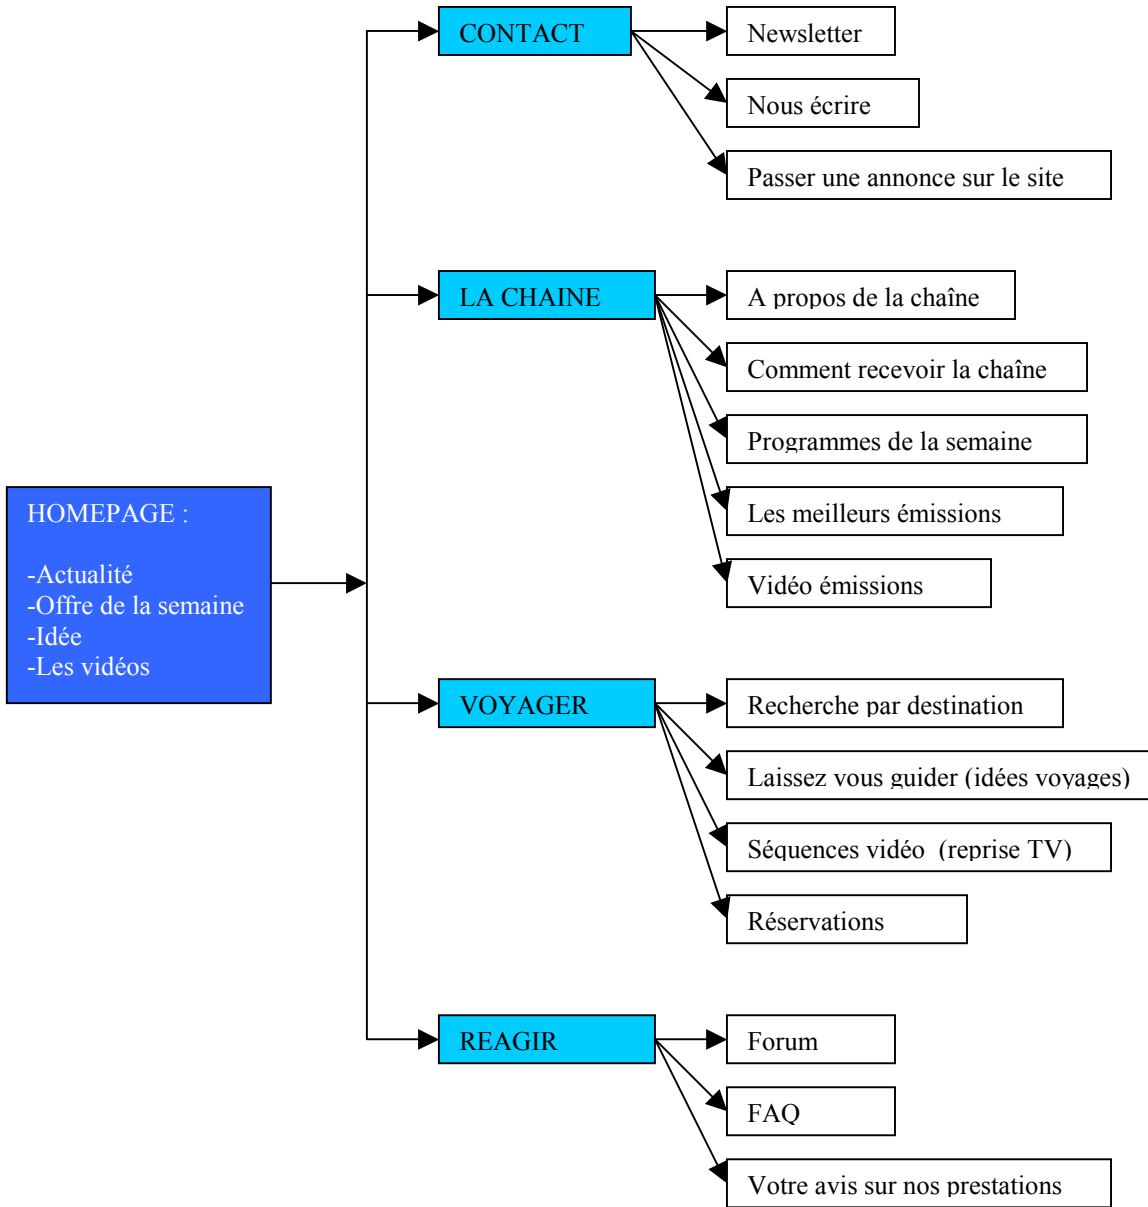 CONTACT
Newsletter
Nous écrire
Passer une annonce sur le site
LA CHAINE
A propos de la chaîne
Comment recevoir la chaîne
Programmes de la semaine
Les meilleurs émissions
Vidéo émissions
HOMEPAGE :
-Actualité
-Offre de la semaine
-Idée
-Les vidéos
VOYAGER
Recherche par destination
Laissez vous guider (idées voyages)
Séquences vidéo (reprise TV)
Réservations
REAGIR
Forum
FAQ
Votre avis sur nos prestations